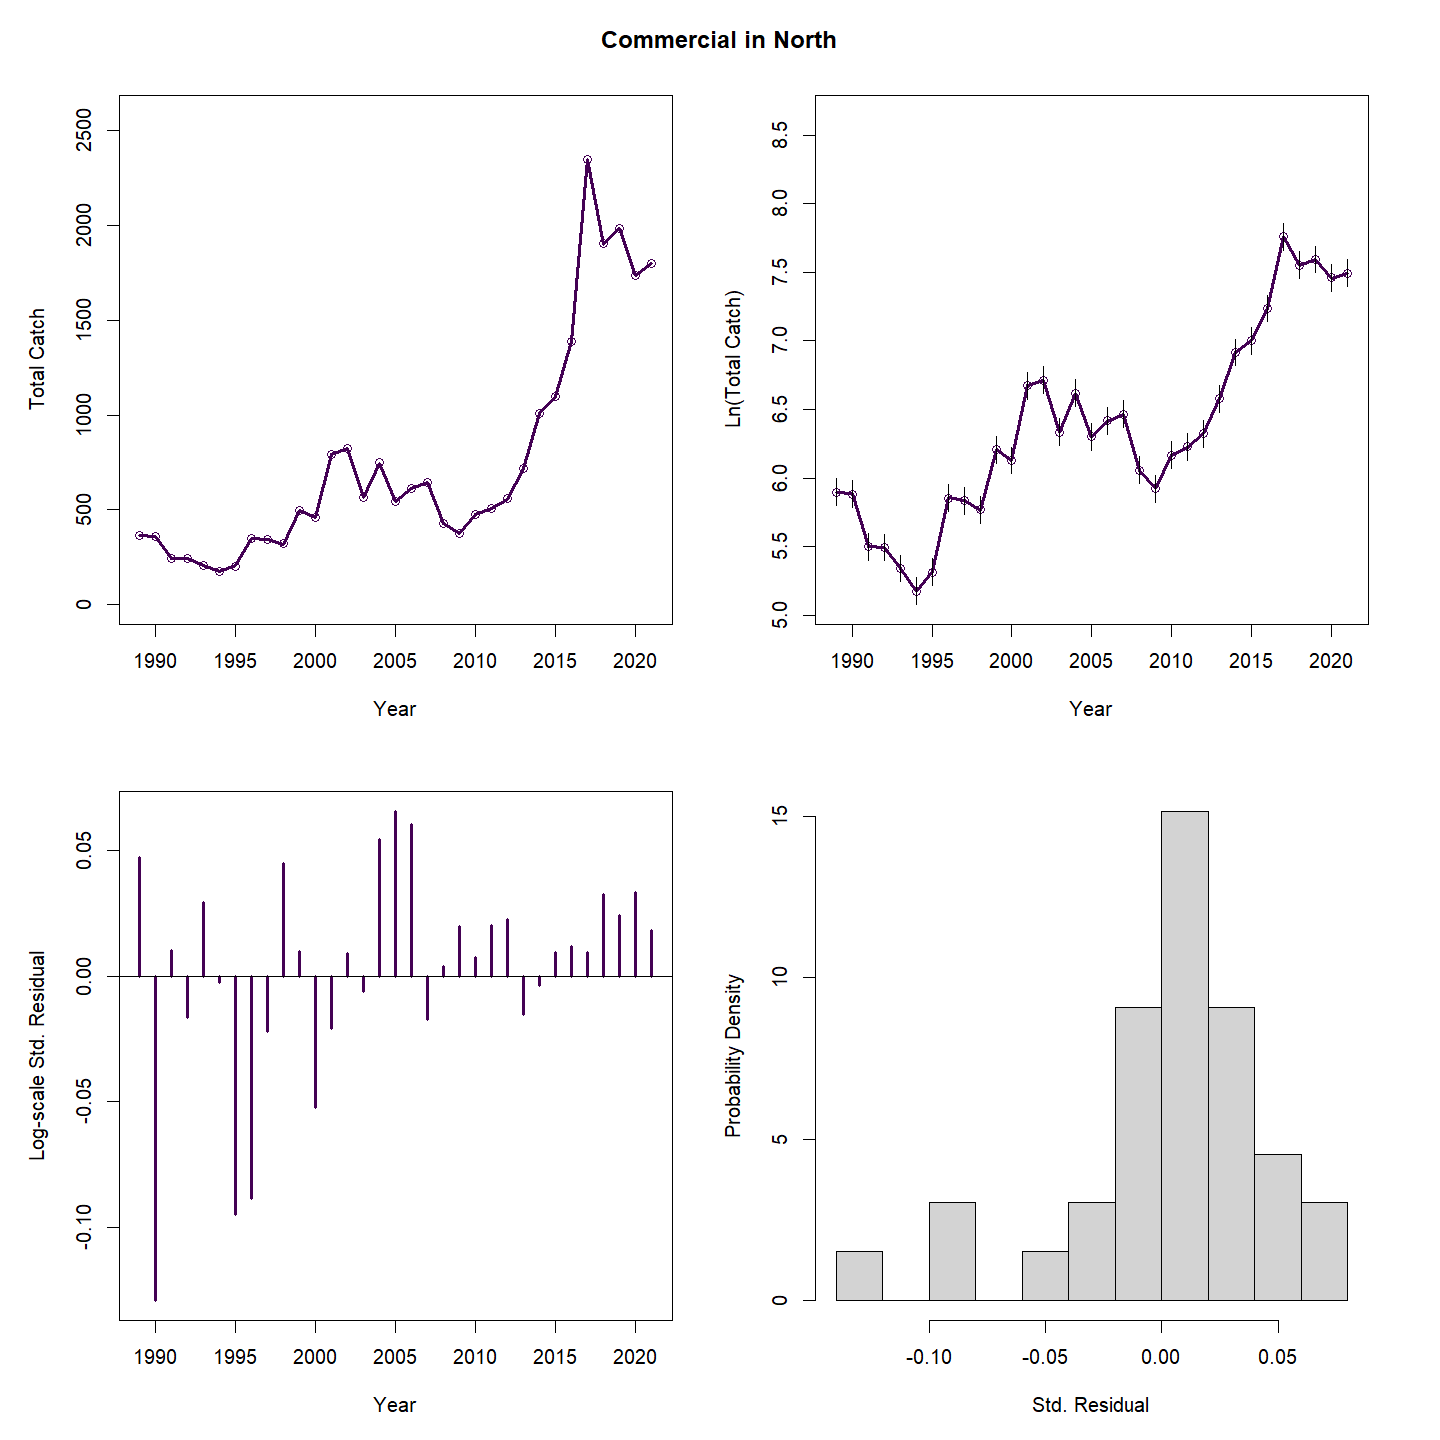 Commercial in North
Total Catch
0 500 1000 1500 2000 2500
1990 1995 2000 2005 2010 2015 2020
Year
Ln(Total Catch)
5.0 5.5 6.0 6.5 7.0 7.5 8.0 8.5
1990 1995 2000 2005 2010 2015 2020
Year
Log-scale Std. Residual
-0.10 -0.05 0.00 0.05
1990 1995 2000 2005 2010 2015 2020
Year
Probability Density
0 5 10 15
-0.10 -0.05 0.00 0.05
Std. Residual